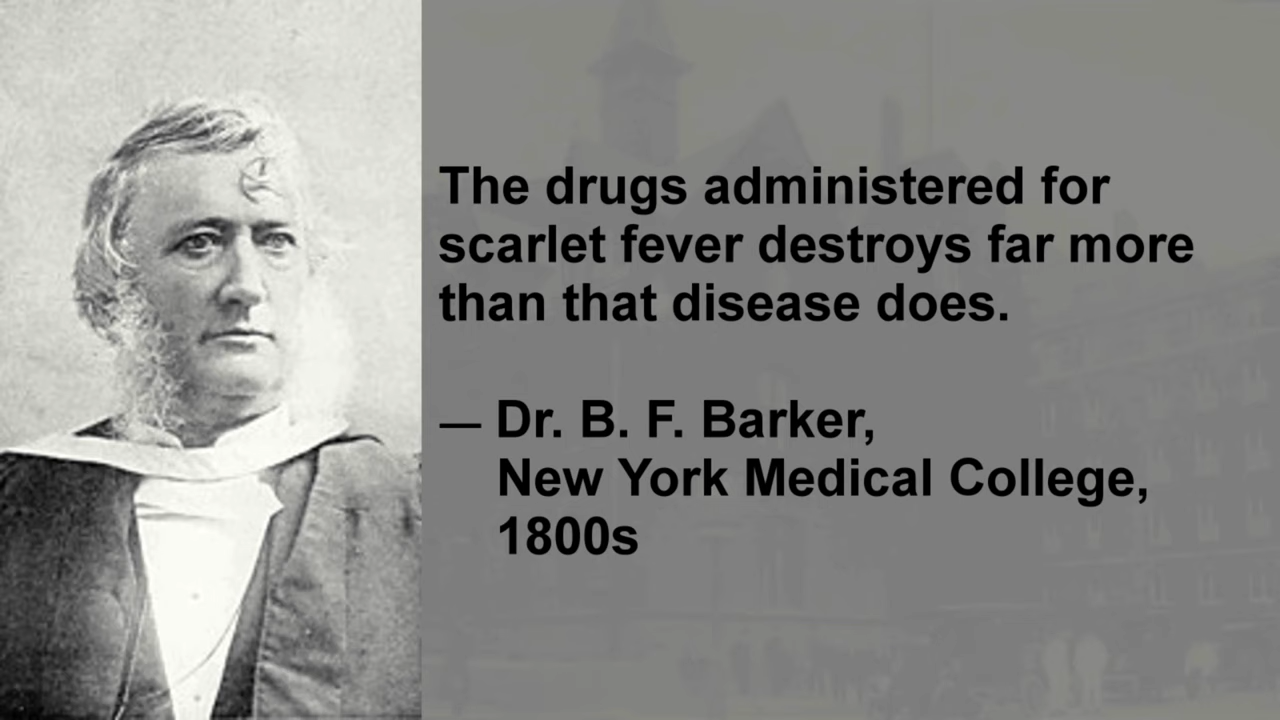 The drugs administered for
scarlet fever destroys far more
than that disease does.
— Dr. B. F. Barker,
New York Medical College,
1800s